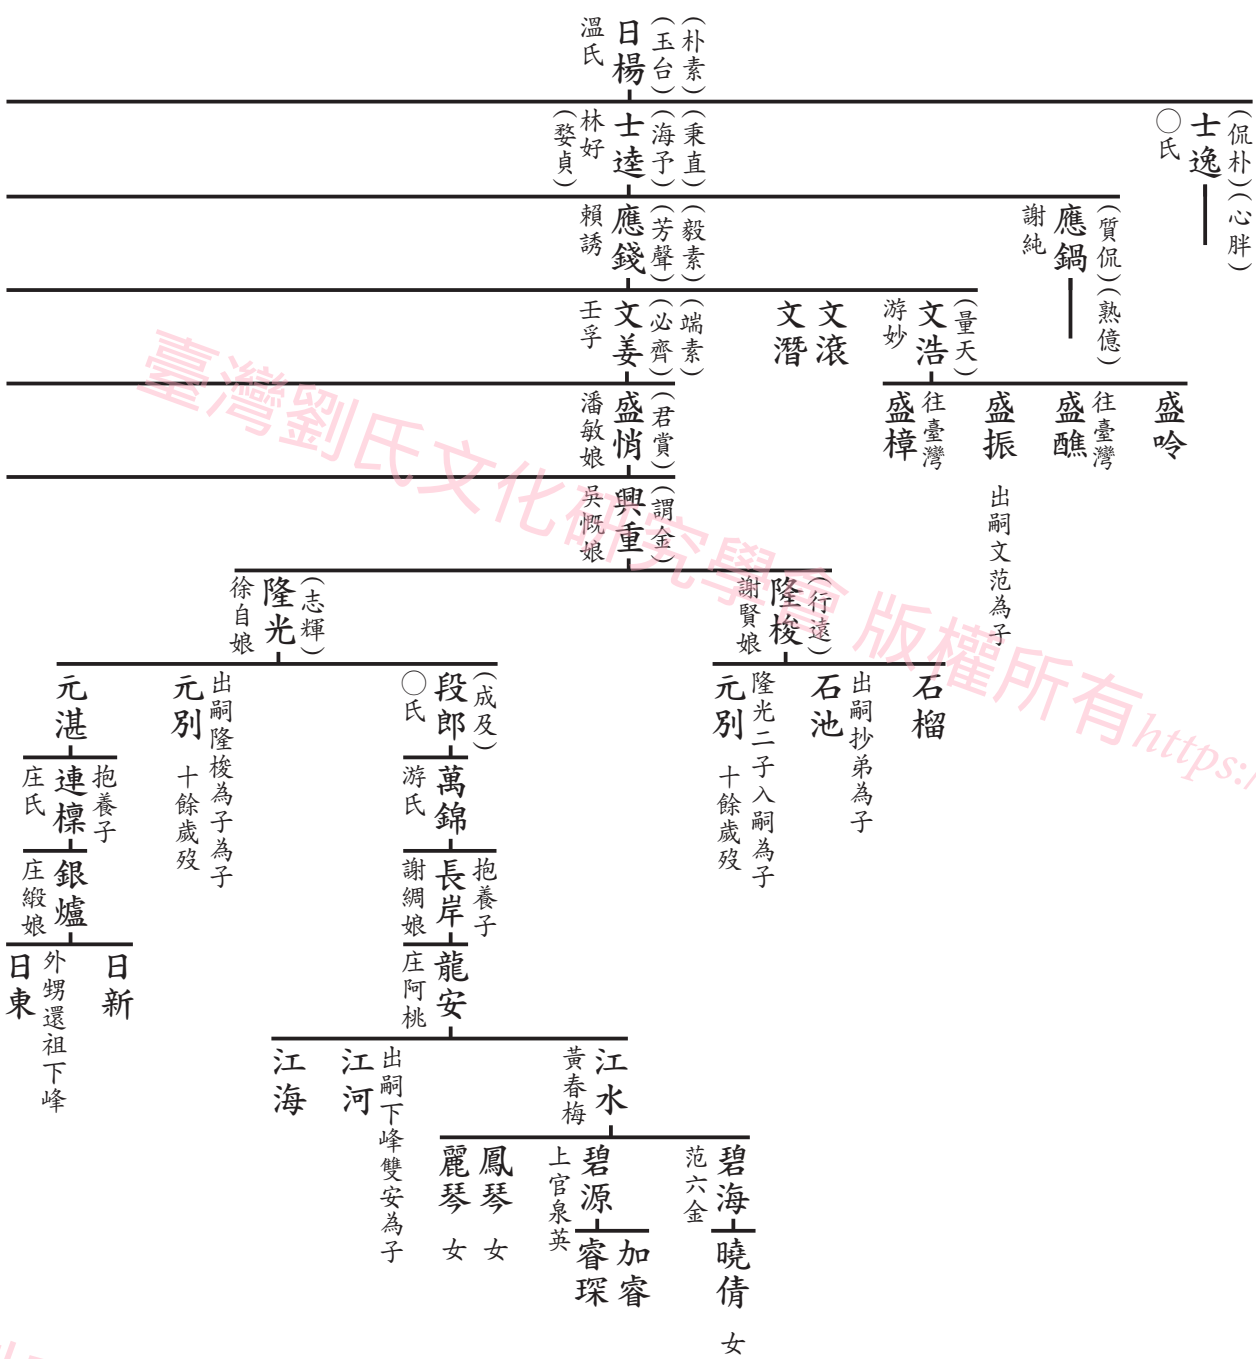 (朴素)
(玉台)
日楊
溫氏
(侃朴)(心胖)
士逸
○氏
(秉直)
(海予)
士逵
林好
(婺貞)
(質侃)(熟億)
應鍋
謝純
(毅素)
(芳聲)
應錢
賴誘
(量天)
文浩
游妙
文滾
文潛
(端素)
(必齊)
文姜
壬孚
盛吟
往臺灣
盛醮
盛振 出嗣文范為子
往臺灣
盛樟
(君賞)
盛悄
潘敏娘
(謂金)
興重
吳慨娘
(行遠)
隆梭
謝賢娘
(志輝)
隆光
徐自娘
石榴
出嗣抄弟為子
石池
隆光二子入嗣為子
元別 十餘歲歿
(成及)
段郎
○氏
出嗣隆梭為子為子
元別 十餘歲歿
元湛
萬錦
游氏
抱養子
連檁
庄氏
抱養子
長岸
謝綢娘
銀爐
庄緞娘
龍安
庄阿桃
日新
外甥還祖下峰
日東
江水
黃春梅
出嗣下峰雙安為子
江河
江海
碧海
范六金
碧源
上官泉英
鳳琴 女
麗琴 女
曉倩 女
加睿
睿琛
臺灣劉氏文化研究學會 版權所有https:/